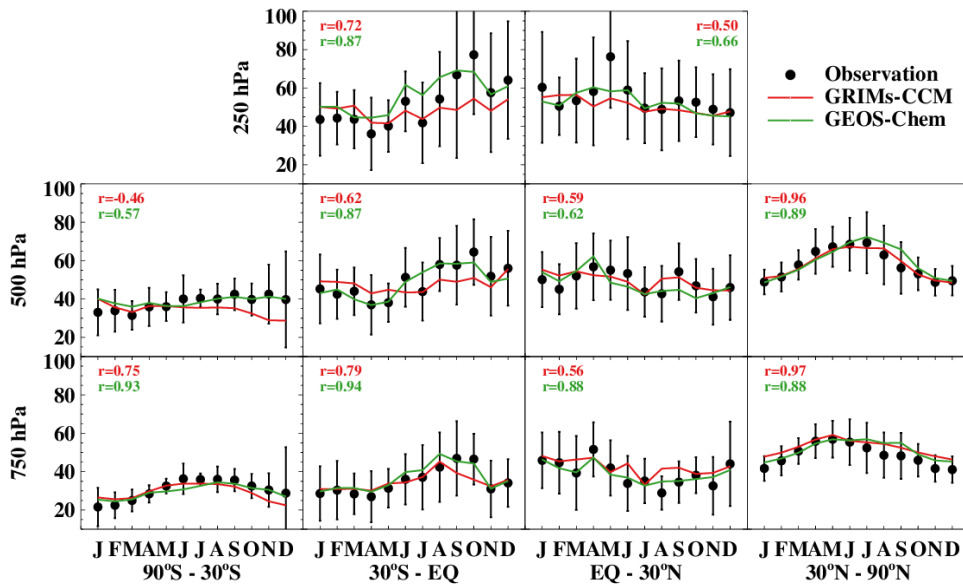 100
80
60
40
20
250 hPa
r=0.72
r=0.87
r=0.50
r=0.66
Observation
GRIMs-CCM
GEOS-Chem
100
80
60
40
20
500 hPa
r=-0.46
r=0.57
r=0.62
r=0.87
r=0.59
r=0.62
r=0.96
r=0.89
100
80
60
40
20
750 hPa
r=0.75
r=0.93
r=0.79
r=0.94
r=0.56
r=0.88
r=0.97
r=0.88
J F M A M J J A S O N D
J F M A M J J A S O N D
J F M A M J J A S O N D
J F M A M J J A S O N D
90°S - 30°S
30°S - EQ
EQ - 30°N
30°N - 90°N